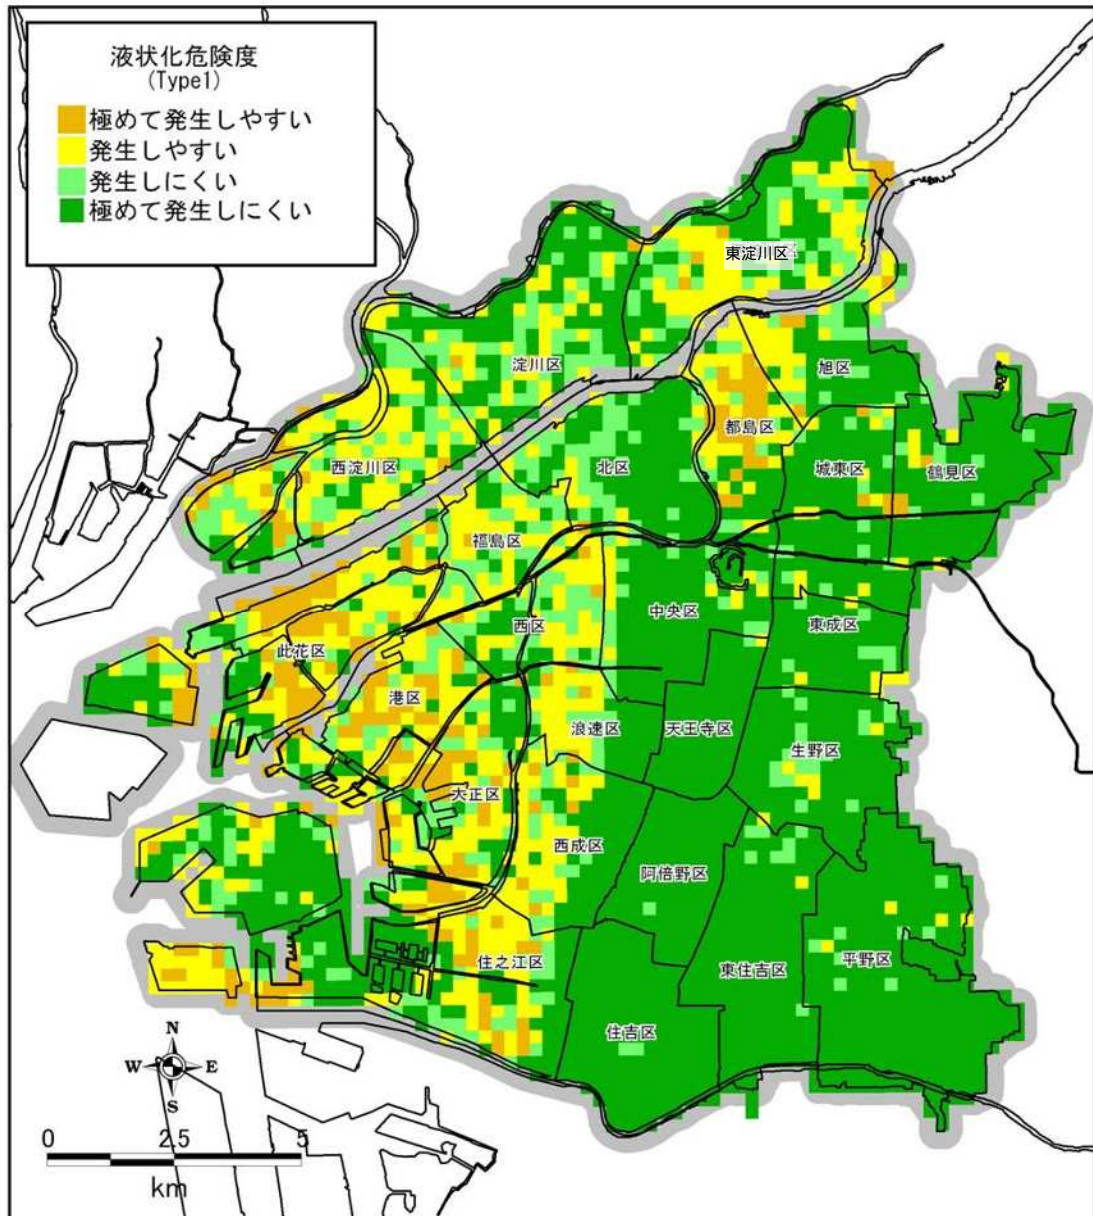 液状化危険度
(Type1)
極めて発生しやすい
発生しやすい
発生しにくい
極めて発生しにくい
東淀川区
淀川区
旭区
都島区
西淀川区
北区
城東区
鶴見区
福島区
中央区
西区
東成区
此花区
港区
浪速区
天王寺区
生野区
大正区
西成区
阿倍野区
住之江区
東住吉区
平野区
住吉区
N
W E
S
0 2.5 5
km